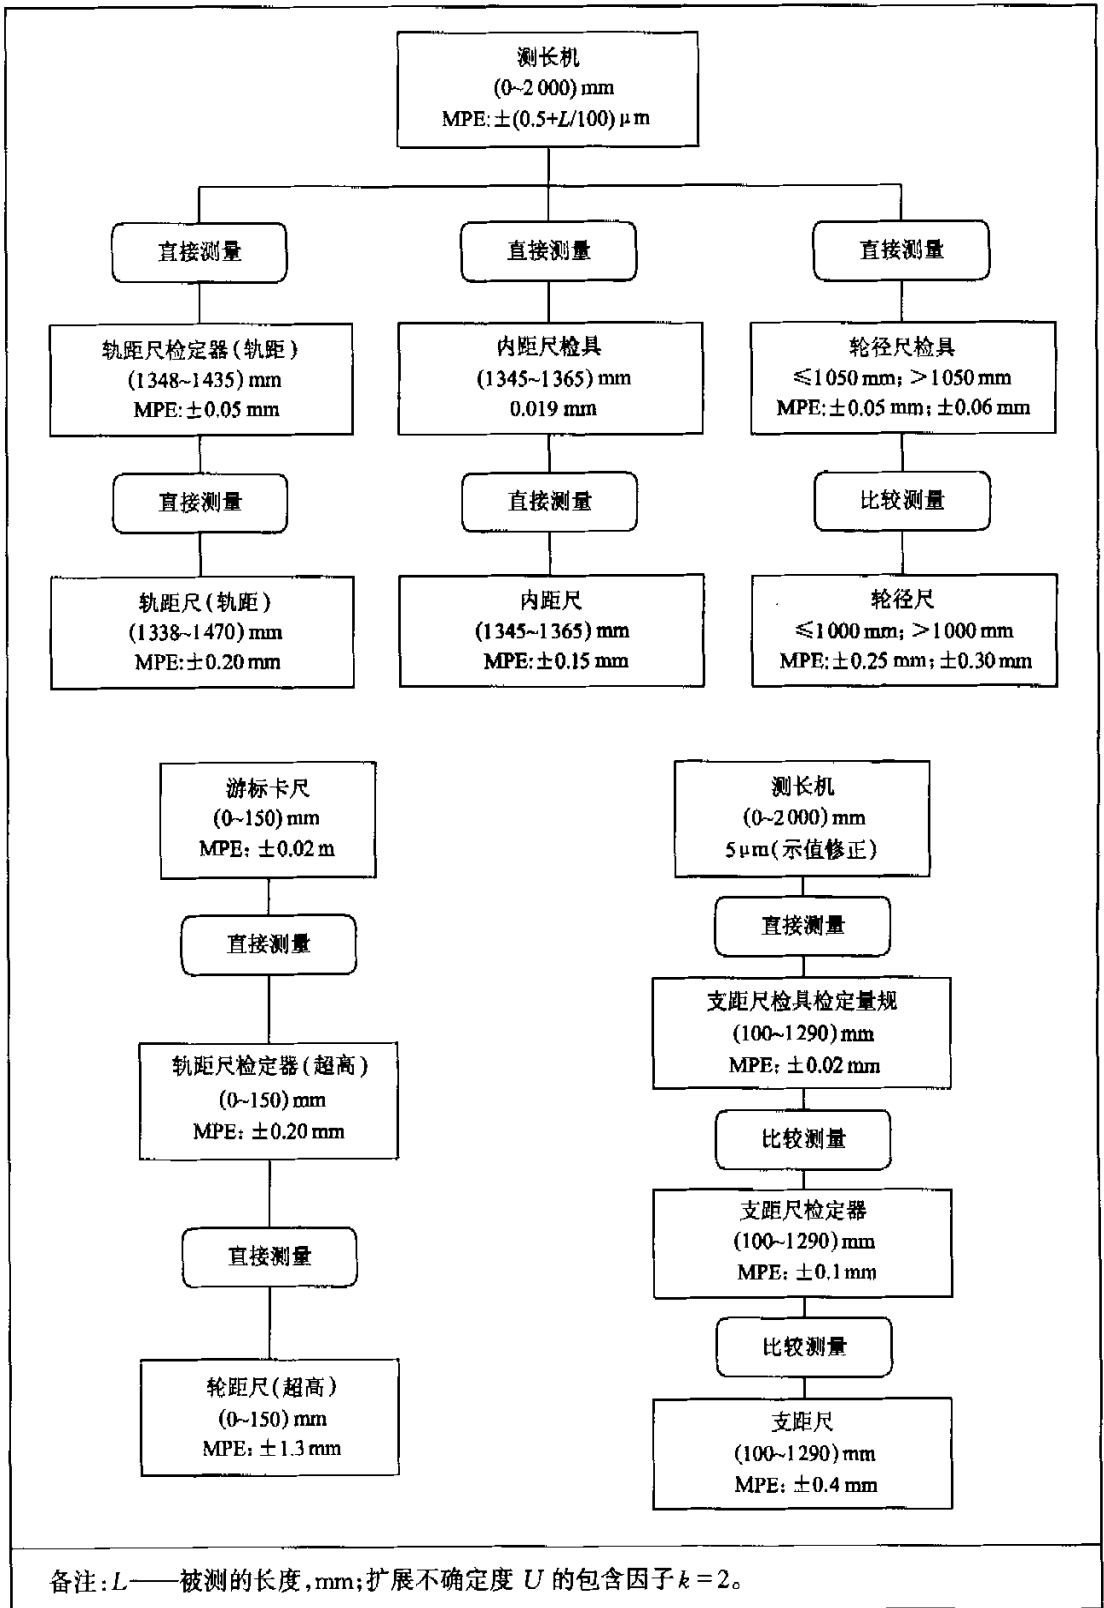 测长机
(0~2 000) mm
MPE:±(0.5+L/100) μm
直接测量
直接测量
直接测量
轨距尺检定器(轨距)
(1348~1435) mm
MPE:±0.05 mm
内距尺检具
(1345~1365) mm
0.019 mm
轮径尺检具
≤1050 mm; >1050 mm
MPE:±0.05 mm; ±0.06 mm
直接测量
直接测量
比较测量
轨距尺(轨距)
(1338~1470) mm
MPE:±0.20 mm
内距尺
(1345~1365) mm
MPE:±0.15 mm
轮径尺
≤1000 mm; >1000 mm
MPE:±0.25 mm; ±0.30 mm
游标卡尺
(0~150) mm
MPE: ±0.02 m
直接测量
轨距尺检定器(超高)
(0~150) mm
MPE: ±0.20 mm
直接测量
轮距尺(超高)
(0~150) mm
MPE: ±1.3 mm
测长机
(0~2 000) mm
5 μm(示值修正)
直接测量
支距尺检具检定量规
(100~1290) mm
MPE: ±0.02 mm
比较测量
支距尺检定器
(100~1290) mm
MPE: ±0.1 mm
比较测量
支距尺
(100~1290) mm
MPE: ±0.4 mm
备注:L——被测的长度,mm;扩展不确定度 U 的包含因子 k=2。